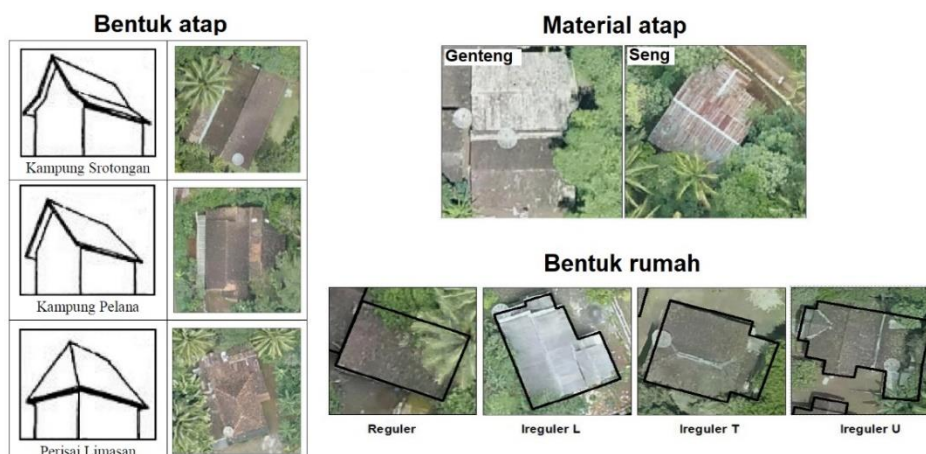 Bentuk atap
Kampung Srotongan
Kampung Pelana
Perisai Limasan
Material atap
Genteng
Seng
Bentuk rumah
Reguler
Ireguler L
Ireguler T
Ireguler U